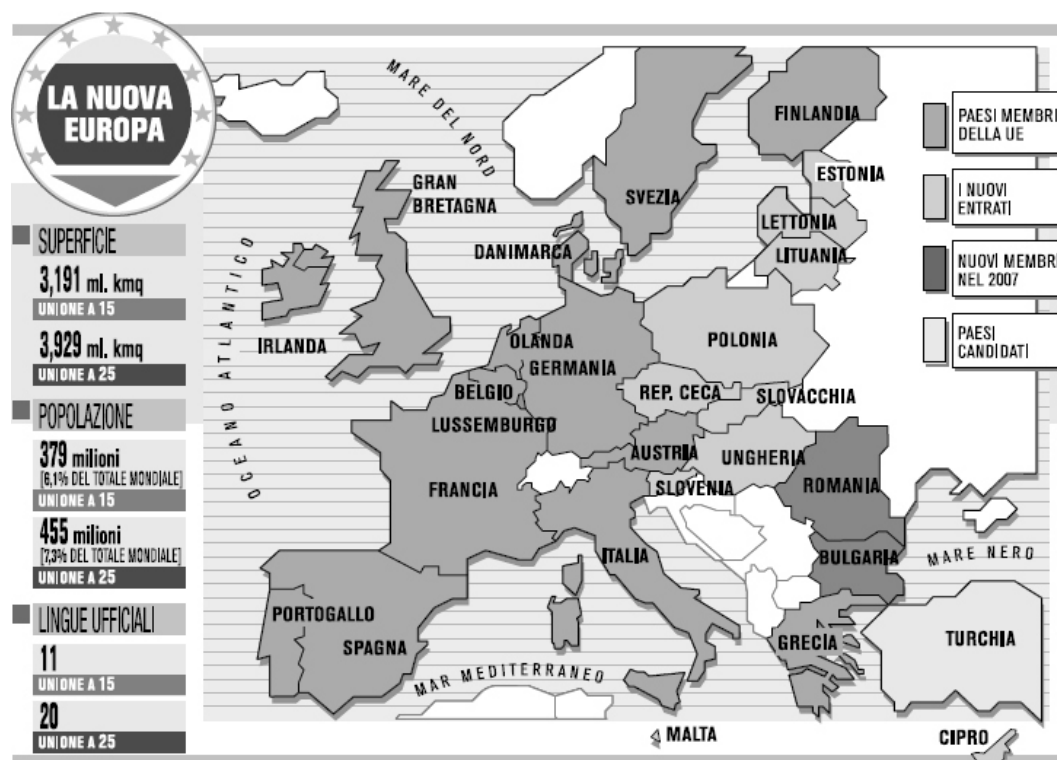 LA NUOVA
EUROPA
SUPERFICIE
3,191 ml. kmq
UNIONE A 15
3,929 ml. kmq
UNIONE A 25
POPOLAZIONE
379 milioni
[6,1% DEL TOTALE MONDIALE]
UNIONE A 15
455 milioni
[7,3% DEL TOTALE MONDIALE]
UNIONE A 25
LINGUE UFFICIALI
11
UNIONE A 15
20
UNIONE A 25
MARE DEL NORD
OCEANO ATLANTICO
MAR MEDITERRANEO
MARE NERO
FINLANDIA
ESTONIA
SVEZIA
LETTONIA
LITUANIA
GRAN
BRETAGNA
DANIMARCA
IRLANDA
OLANDA
GERMANIA
POLONIA
BELGIO
REP. CECA
SLOVACCHIA
LUSSEMBURGO
AUSTRIA
UNGHERIA
FRANCIA
SLOVENIA
ROMANIA
ITALIA
BULGARIA
PORTOGALLO
SPAGNA
GRECIA
TURCHIA
MALTA
CIPRO
PAESI MEMBRI
DELLA UE
I NUOVI
ENTRATI
NUOVI MEMBRI
NEL 2007
PAESI
CANDIDATI